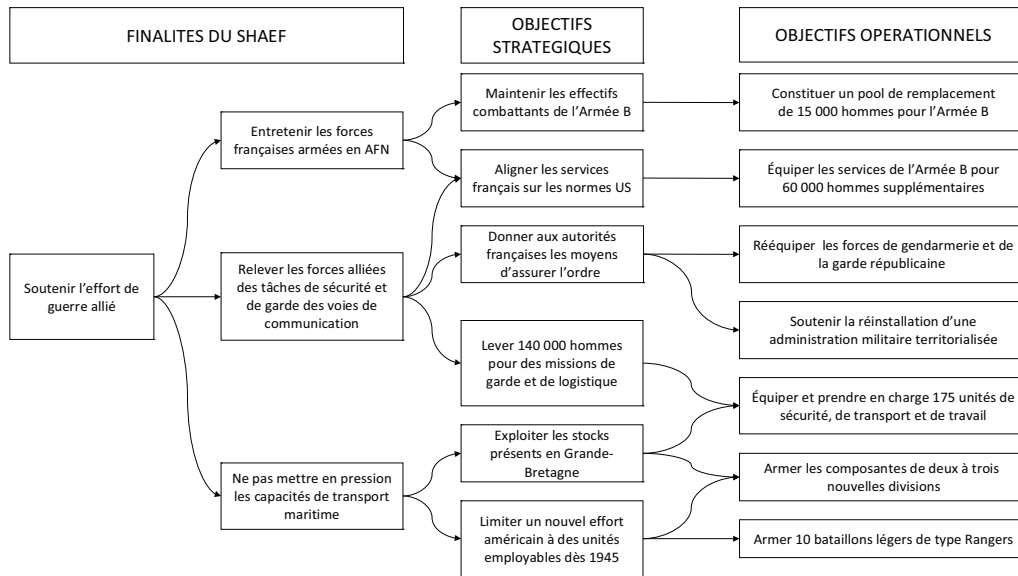 FINALITES DU SHAEF
OBJECTIFS
STRATEGIQUES
OBJECTIFS OPERATIONNELS
Soutenir l’effort de
guerre allié
Entretenir les forces
françaises armées en AFN
Relever les forces alliées
des tâches de sécurité et
de garde des voies de
communication
Ne pas mettre en pression
les capacités de transport
maritime
Maintenir les effectifs
combattants de l’Armée B
Aligner les services
français sur les normes US
Donner aux autorités
françaises les moyens
d’assurer l’ordre
Lever 140 000 hommes
pour des missions de
garde et de logistique
Exploiter les stocks
présents en Grande-
Bretagne
Limiter un nouvel effort
américain à des unités
employables dès 1945
Constituer un pool de remplacement
de 15 000 hommes pour l’Armée B
Équiper les services de l’Armée B pour
60 000 hommes supplémentaires
Rééquiper les forces de gendarmerie et de
la garde républicaine
Soutenir la réinstallation d’une
administration militaire territorialisée
Équiper et prendre en charge 175 unités de
sécurité, de transport et de travail
Armer les composantes de deux à trois
nouvelles divisions
Armer 10 bataillons légers de type Rangers